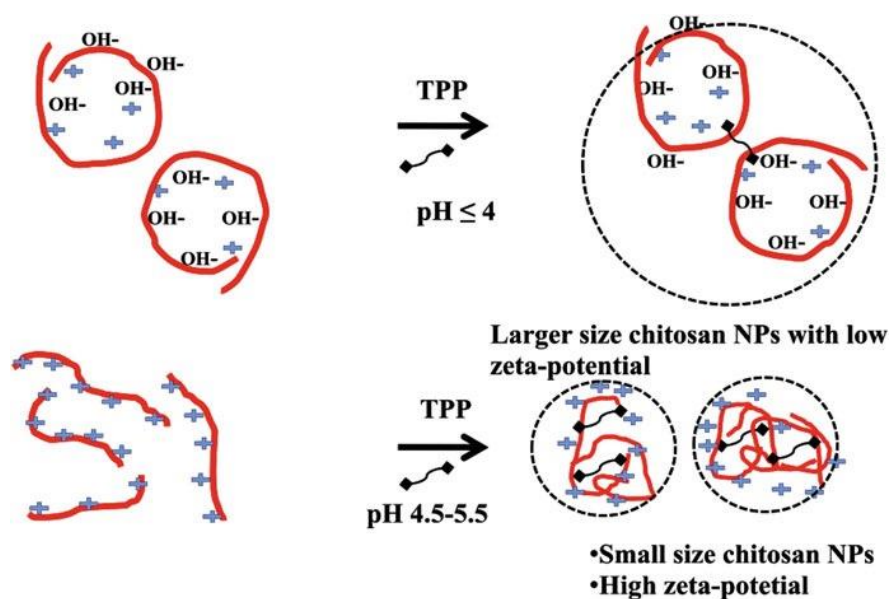 OH-
OH-
OH-
OH-
OH-
OH-
OH-
OH-
TPP
pH ≤ 4
OH-
OH-
OH-
OH-
OH-
OH-
OH-
OH-
Larger size chitosan NPs with low
zeta-potential
TPP
pH 4.5-5.5
•Small size chitosan NPs
•High zeta-potetial